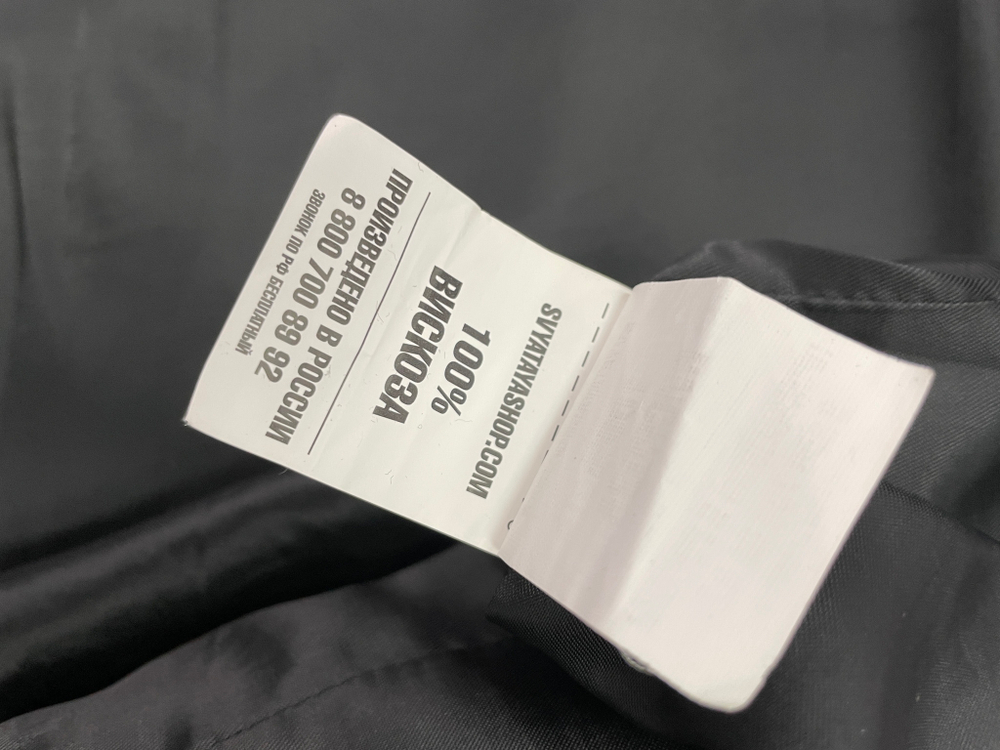 SVYATAYASHOP.COM
100%
ВИСКОЗА
ПРОИЗВЕДЕНО В РОССИИ
8 800 700 89 92
ЗВОНОК ПО РФ БЕСПЛАТНЫЙ